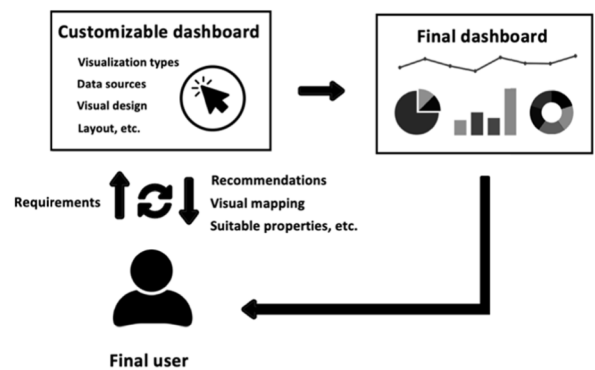 Customizable dashboard
Visualization types
Data sources
Visual design
Layout, etc.
Final dashboard
Requirements
Recommendations
Visual mapping
Suitable properties, etc.
Final user